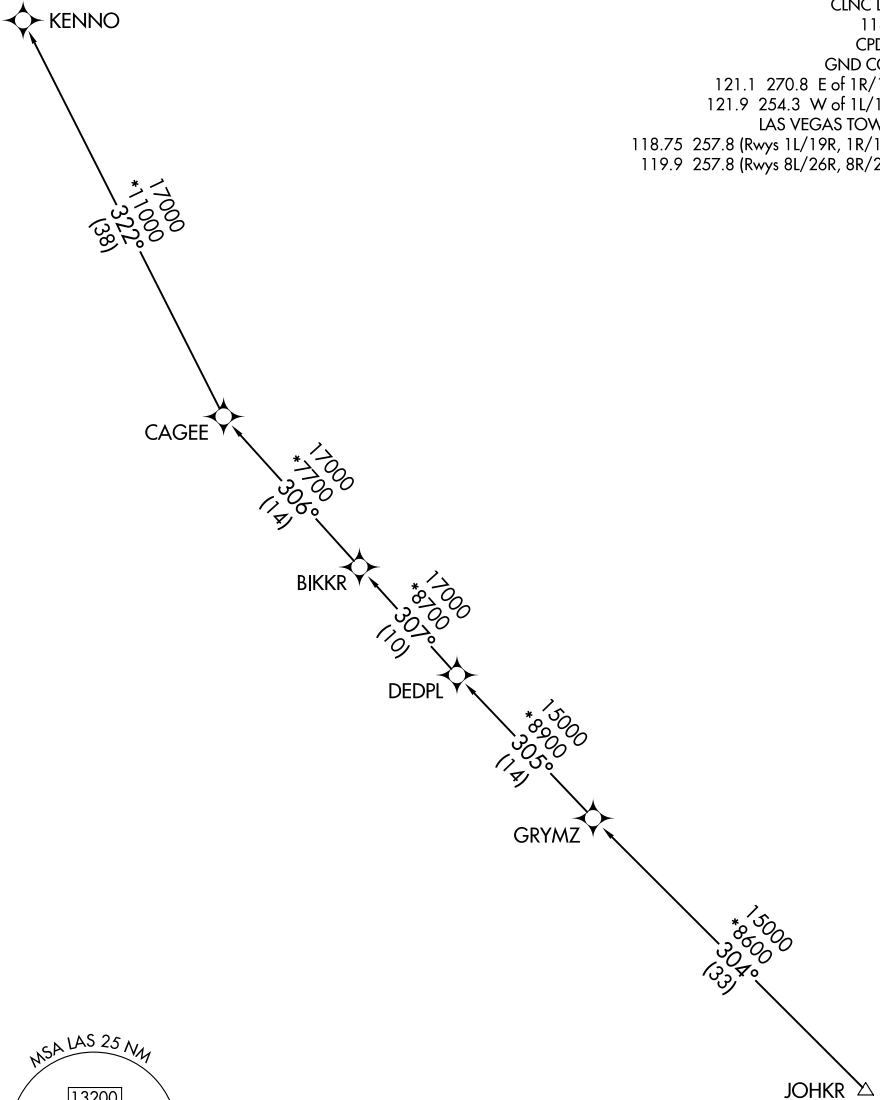 KENNO
CLNC
11
CPD
GND CO
121.1 270.8 E of 1R/
121.9 254.3 W of 1L/1
LAS VEGAS TOW
118.75 257.8 (Rwys 1L/19R, 1R/1
119.9 257.8 (Rwys 8L/26R, 8R/2
17000
*11000
322°
(38)
CAGEE
17000
*7700
306°
(14)
BIKKR
17000
*8700
307°
(10)
DEDPL
15000
*8900
305°
(14)
GRYMZ
15000
*8600
304°
(33)
MSA LAS 25 NM
13200
JOHKR